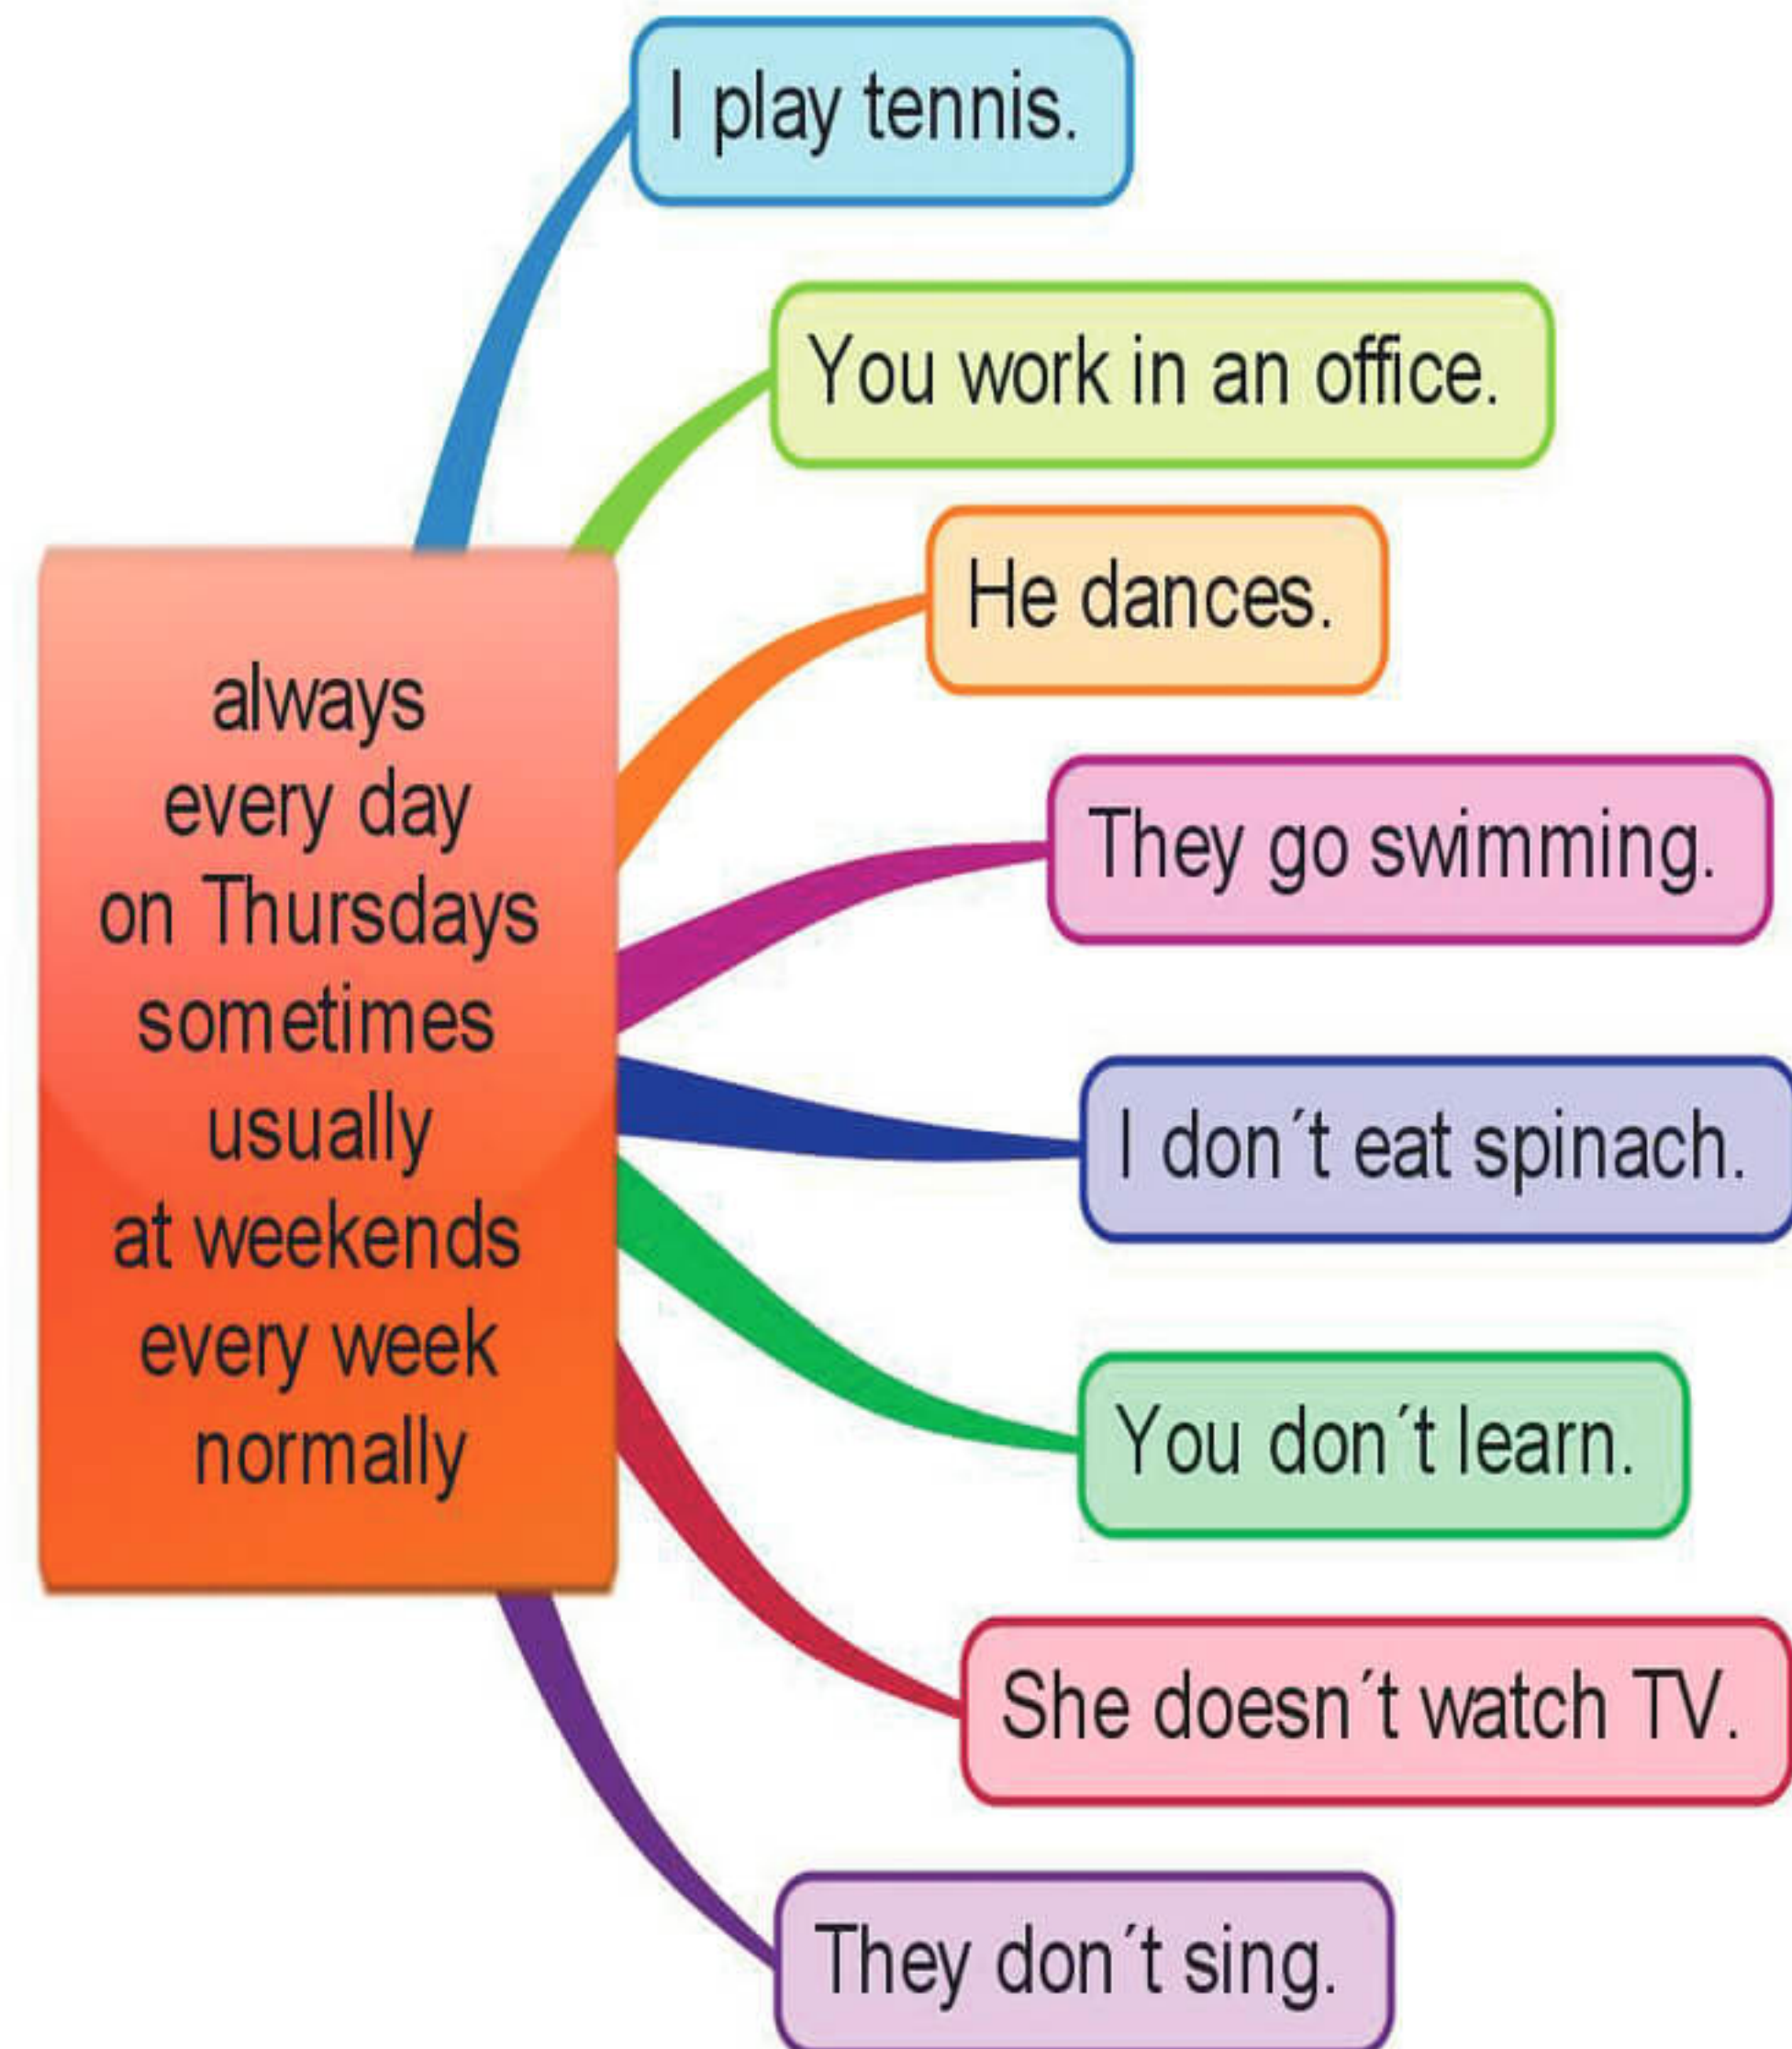 I play tennis.
You work in an office.
He dances.
They go swimming.
always
every day
on Thursdays
sometimes
usually
at weekends
every week
normally
I don´t eat spinach.
You don´t learn.
She doesn´t watch TV.
They don´t sing.